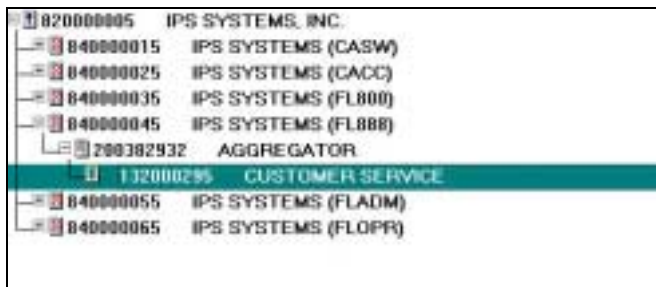 820000005 IPS SYSTEMS, INC.
840000015 IPS SYSTEMS (CASW)
840000025 IPS SYSTEMS (CACC)
840000035 IPS SYSTEMS (FL800)
840000045 IPS SYSTEMS (FL888)
200382932 AGGREGATOR
132000295 CUSTOMER SERVICE
840000055 IPS SYSTEMS (FLADM)
840000065 IPS SYSTEMS (FLOPR)